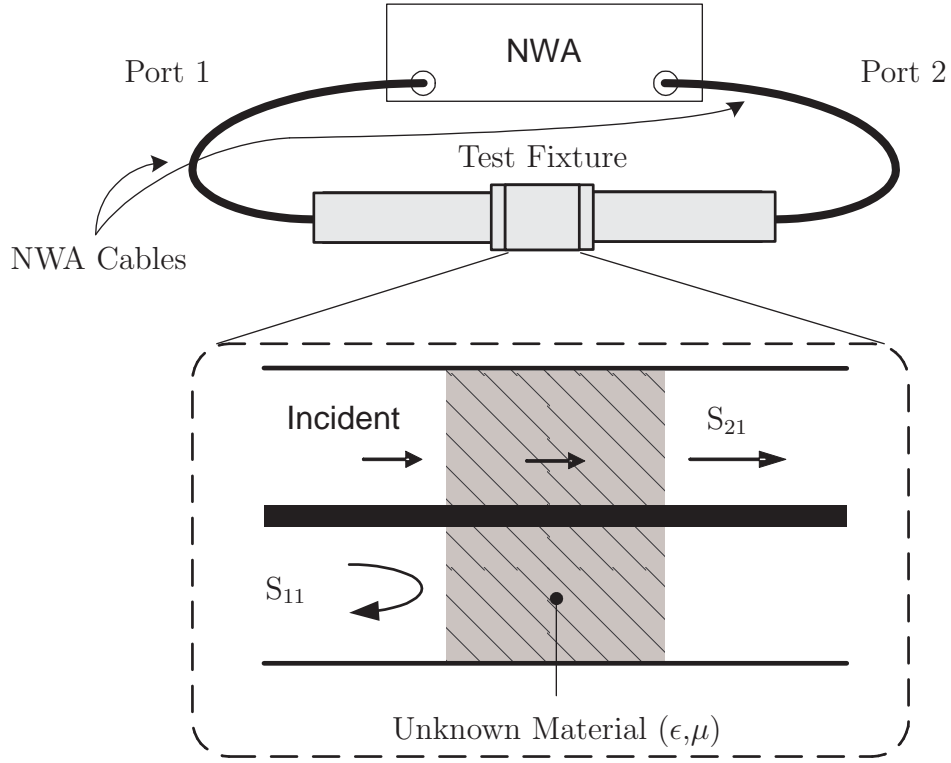 NWA
Port 1
Port 2
Test Fixture
NWA Cables
Incident
S₂₁
S₁₁
Unknown Material (ϵ,μ)